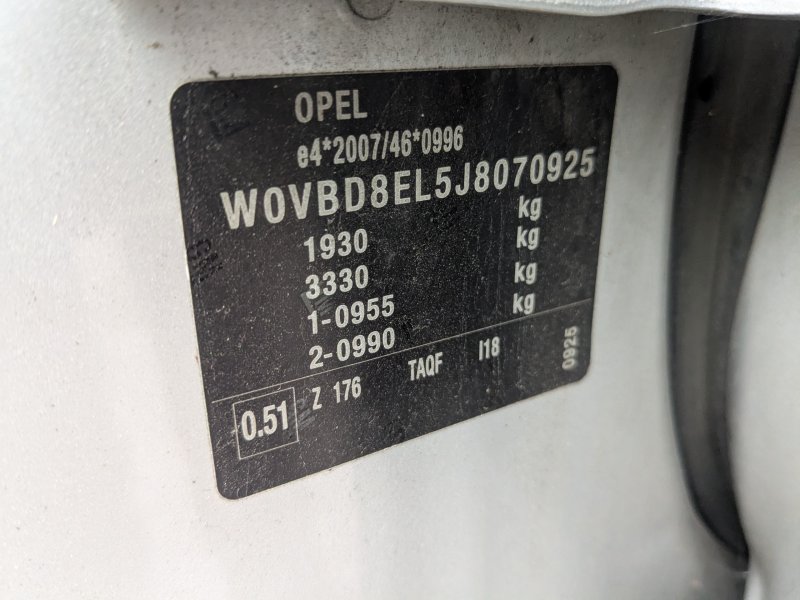 OPEL
e4*2007/46*0996
W0VBD8EL5J8070925
1930 kg
3330 kg
1-0955 kg
2-0990 kg
0.51 Z 176 TAQF I18
0925